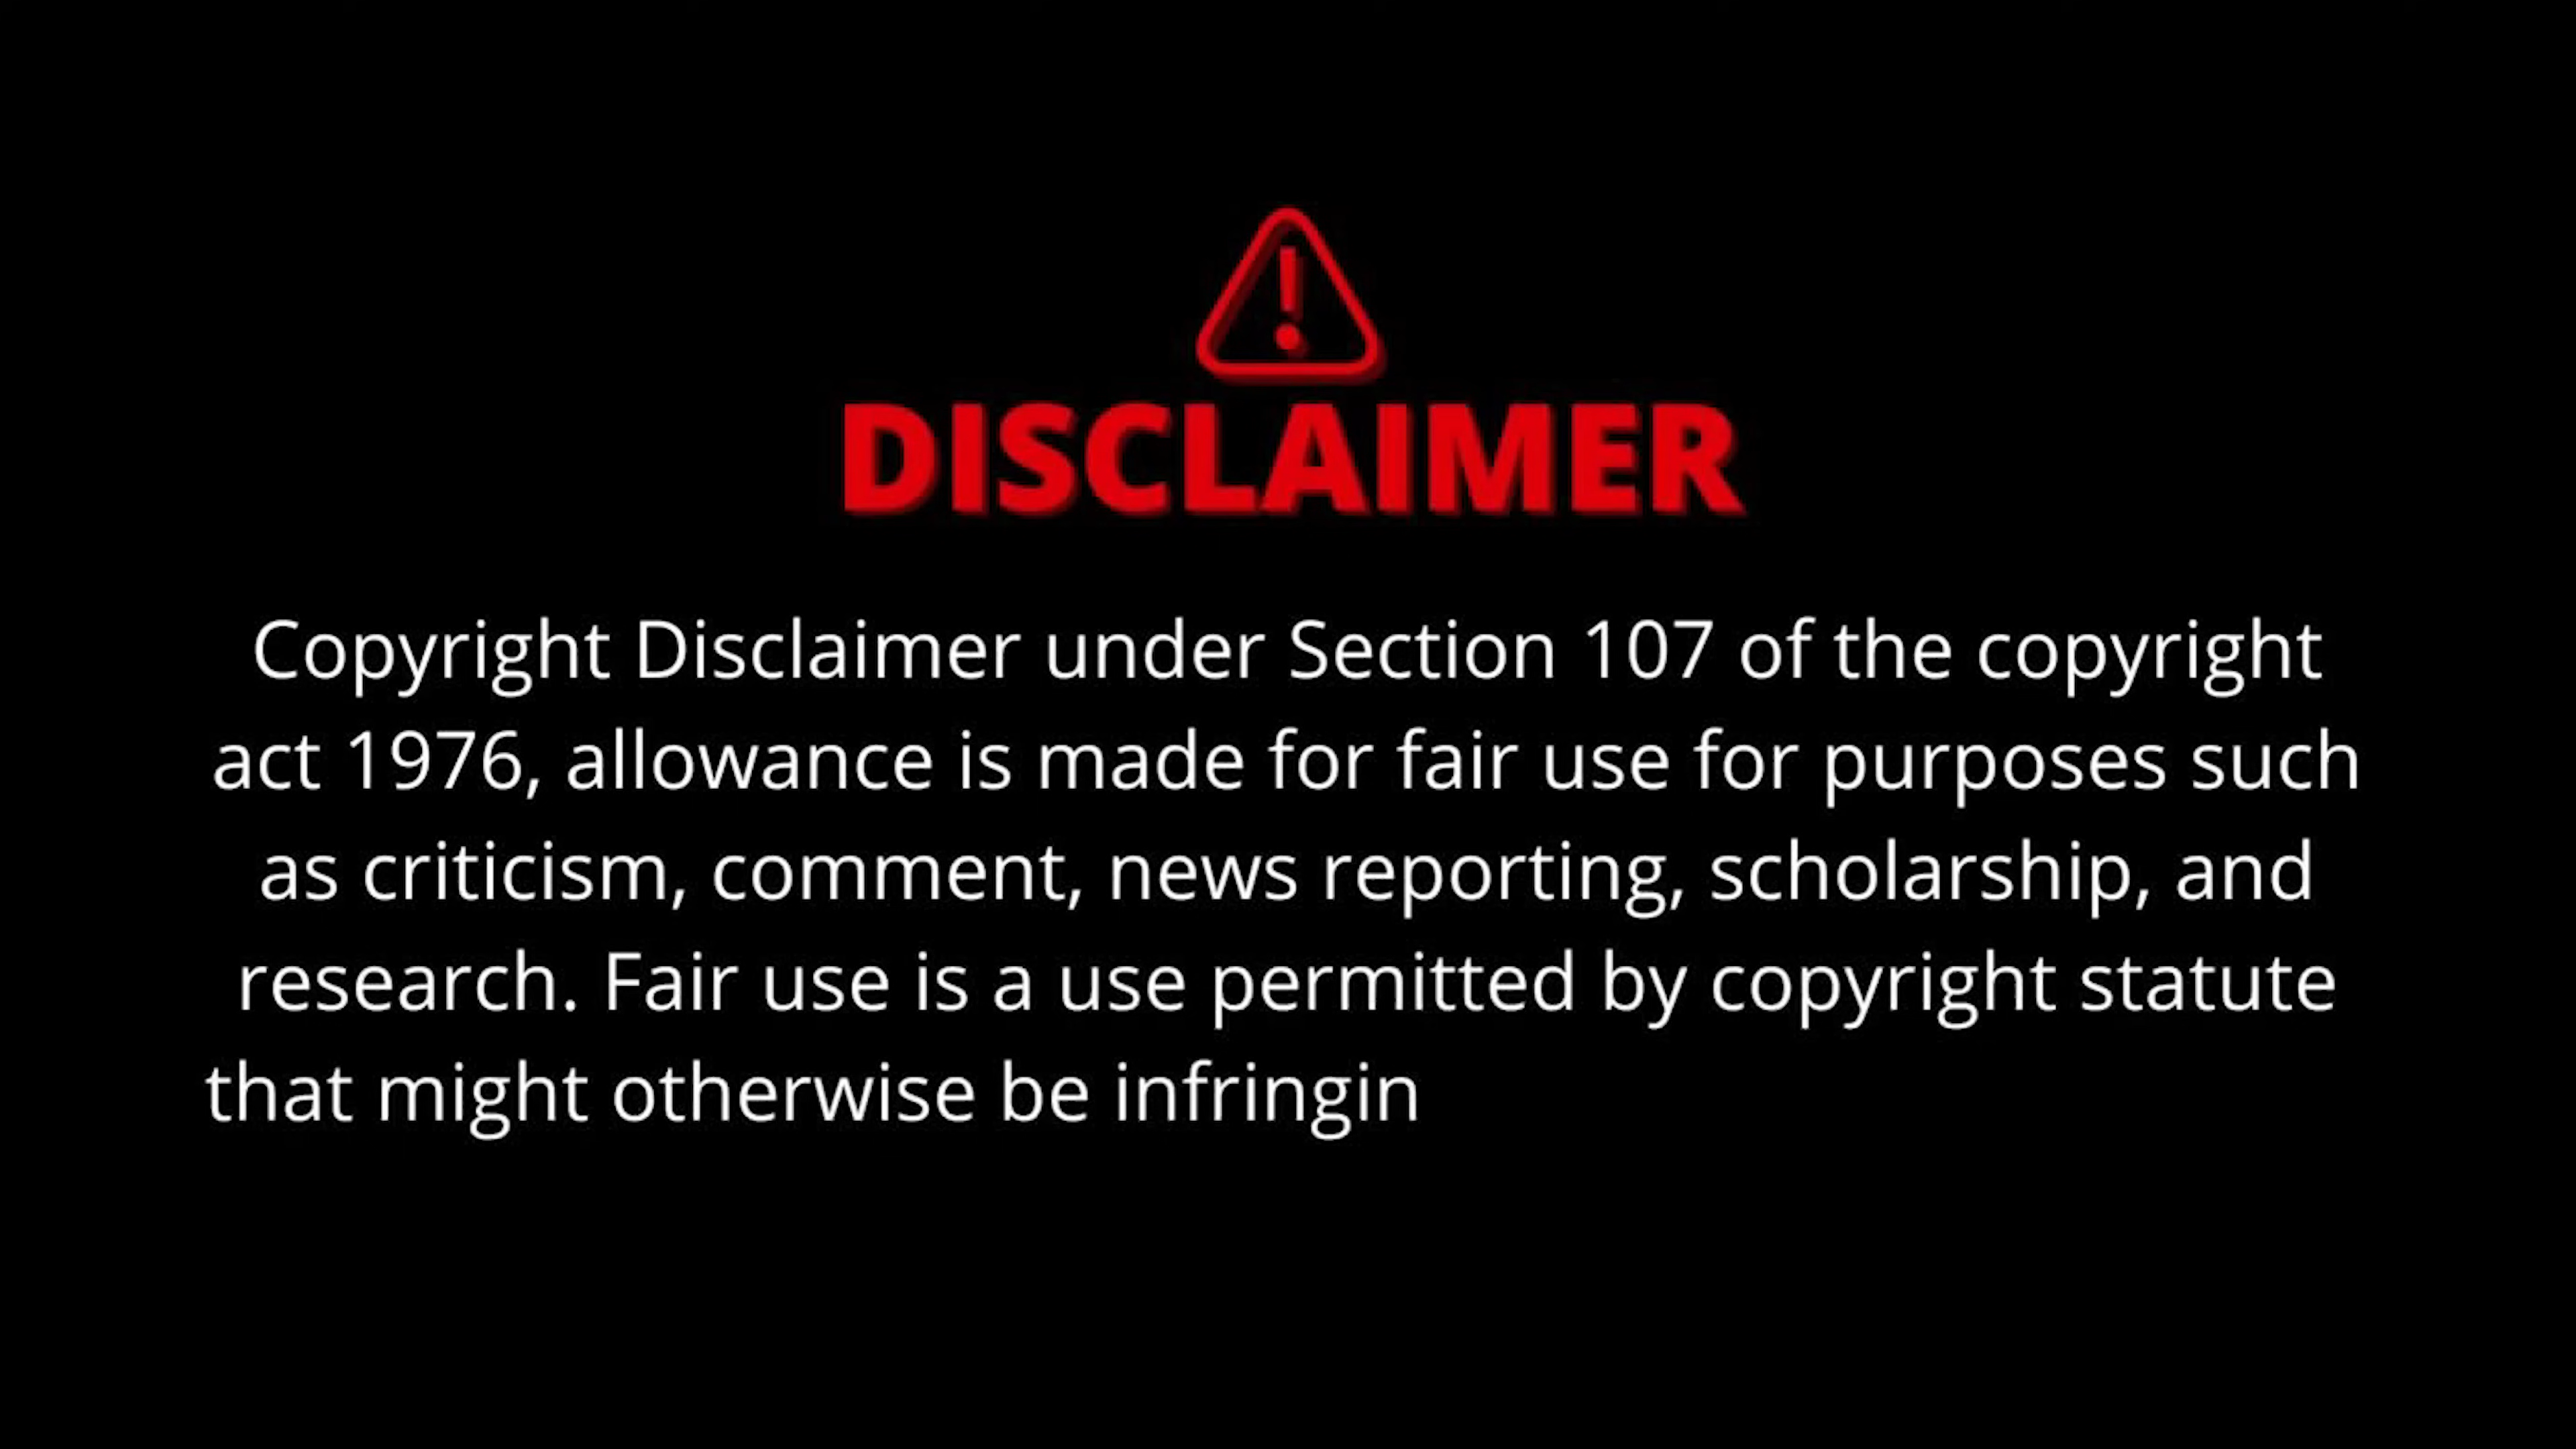 DISCLAIMER
Copyright Disclaimer under Section 107 of the copyright
act 1976, allowance is made for fair use for purposes such
as criticism, comment, news reporting, scholarship, and
research. Fair use is a use permitted by copyright statute
that might otherwise be infringin